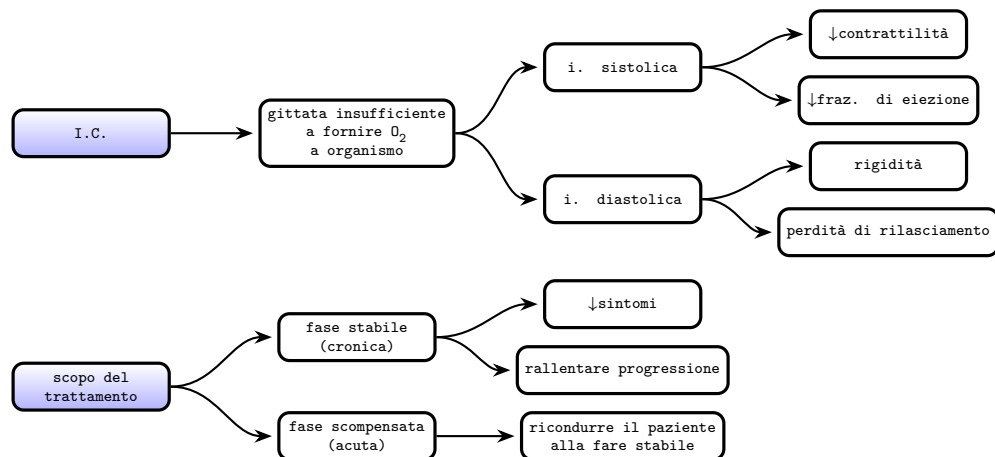 ↓contrattilità
i. sistolica
↓fraz. di eiezione
I.C.
gittata insufficiente
a fornire O₂
a organismo
rigidità
i. diastolica
perdità di rilasciamento
↓sintomi
fase stabile
(cronica)
rallentare progressione
scopo del
trattamento
fase scompensata
(acuta)
ricondurre il paziente
alla fare stabile